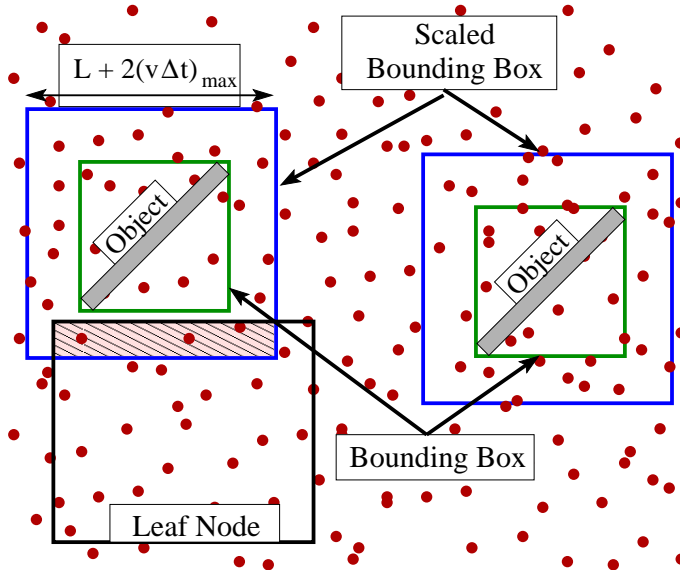 Scaled
Bounding Box
L + 2(vΔt)max
Object
Object
Bounding Box
Leaf Node